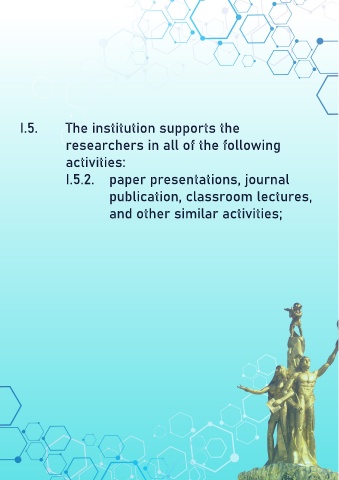 I.5. The institution supports the
researchers in all of the following
activities:
I.5.2. paper presentations, journal
publication, classroom lectures,
and other similar activities;